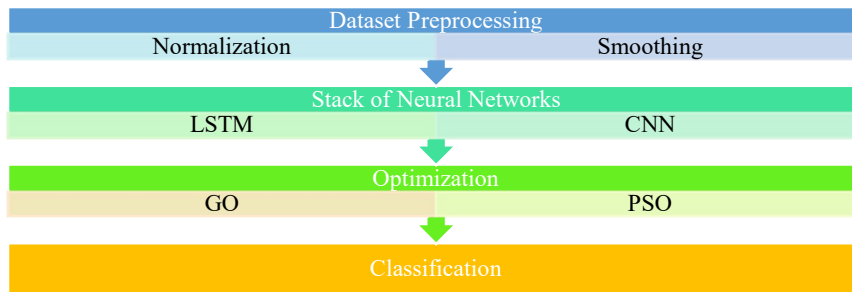 Dataset Preprocessing
Normalization Smoothing
Stack of Neural Networks
LSTM CNN
Optimization
GO PSO
Classification